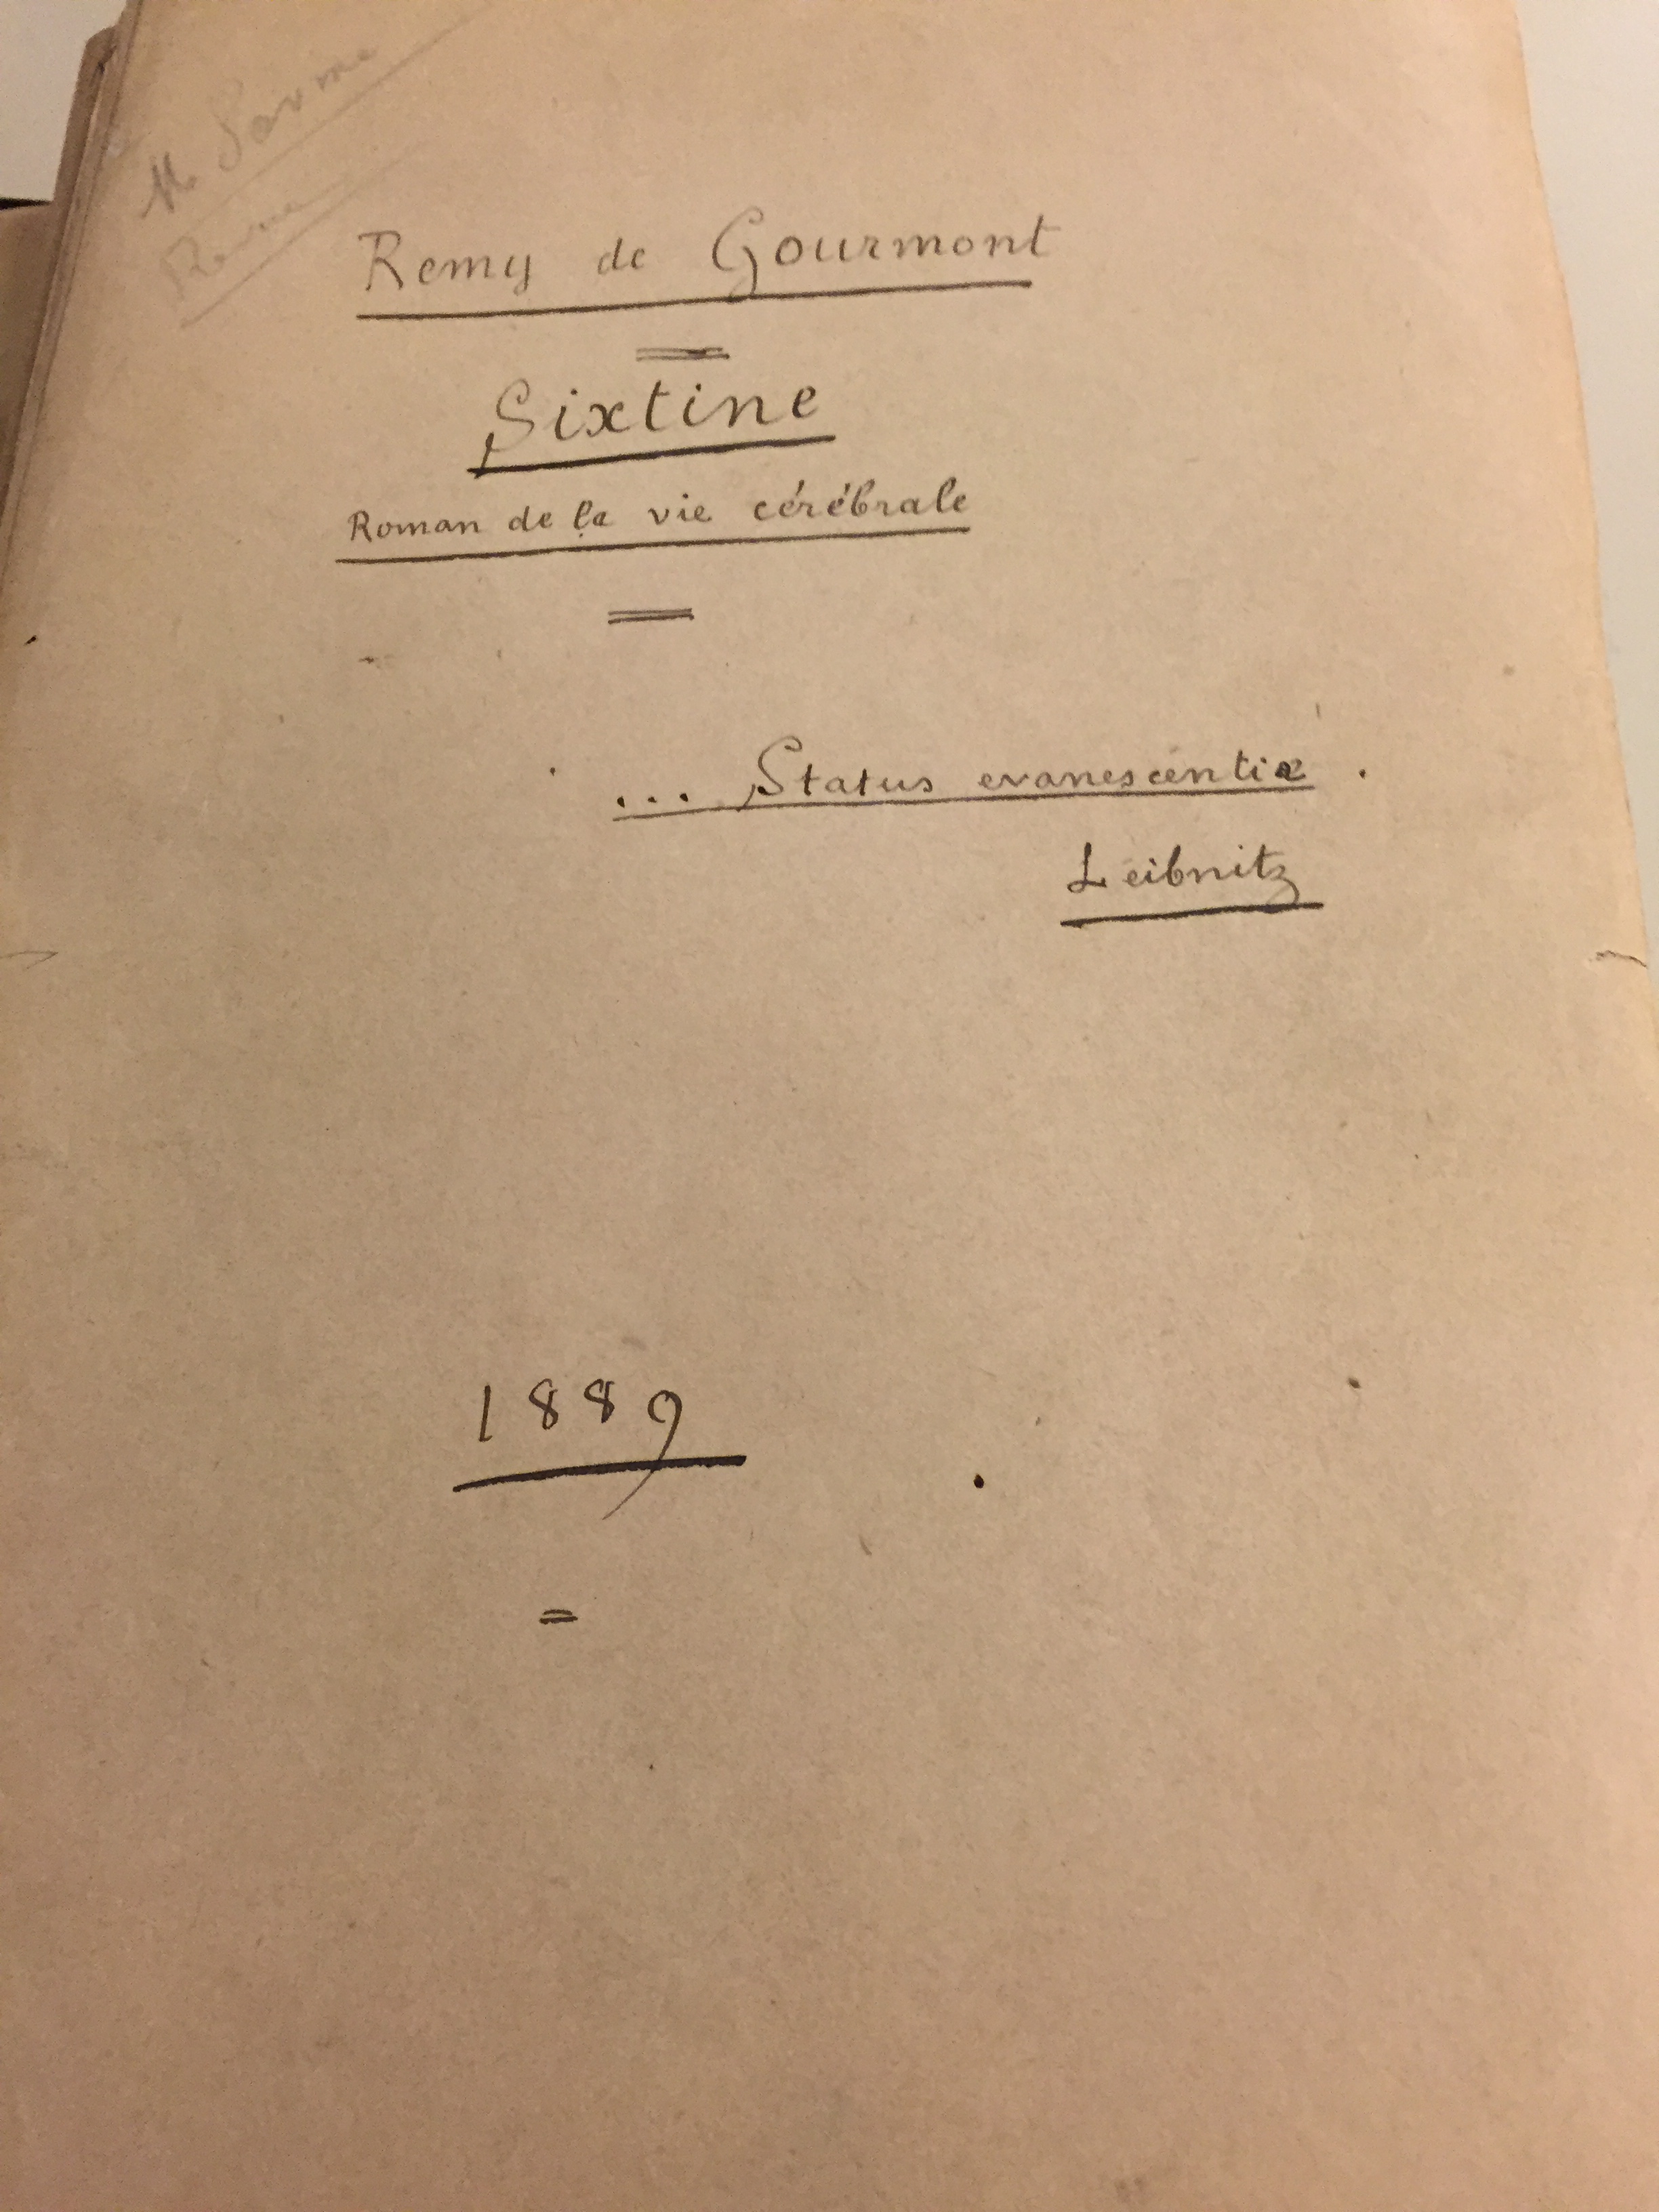 Remy de Gourmont
Sixtine
Roman de la vie cérébrale
... Status evanescentiæ.
Leibnitz
1889